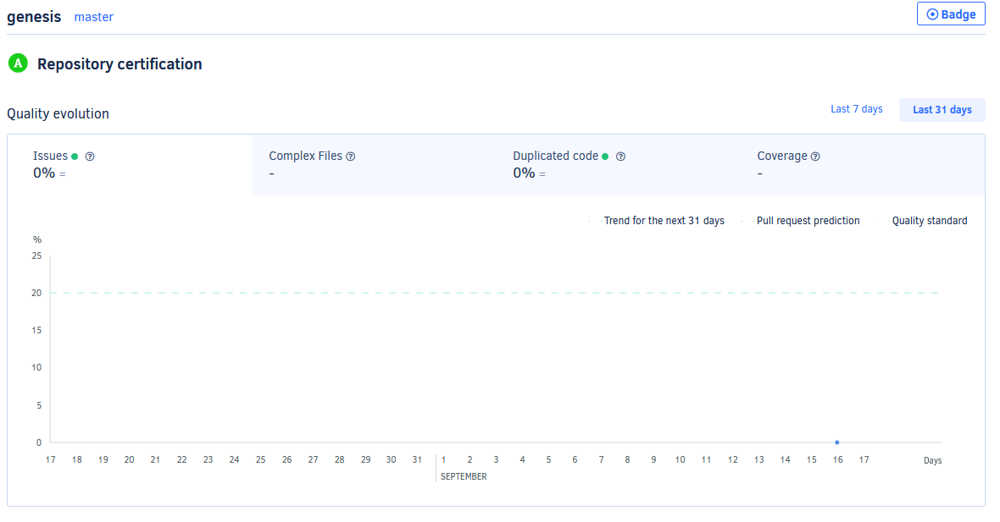 genesis master
Badge
A Repository certification
Quality evolution
Last 7 days Last 31 days
Issues Complex Files Duplicated code Coverage
0% = - 0% = -
Trend for the next 31 days Pull request prediction Quality standard
%
25
20
15
10
5
0
17 18 19 20 21 22 23 24 25 26 27 28 29 30 31 1 2 3 4 5 6 7 8 9 10 11 12 13 14 15 16 17 Days
SEPTEMBER